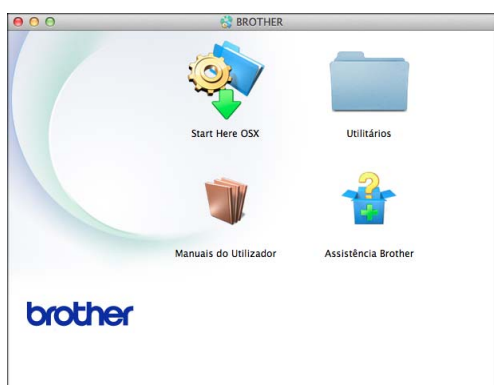 BROTHER
Start Here OSX
Utilitários
Manuais do Utilizador
Assistência Brother
brother